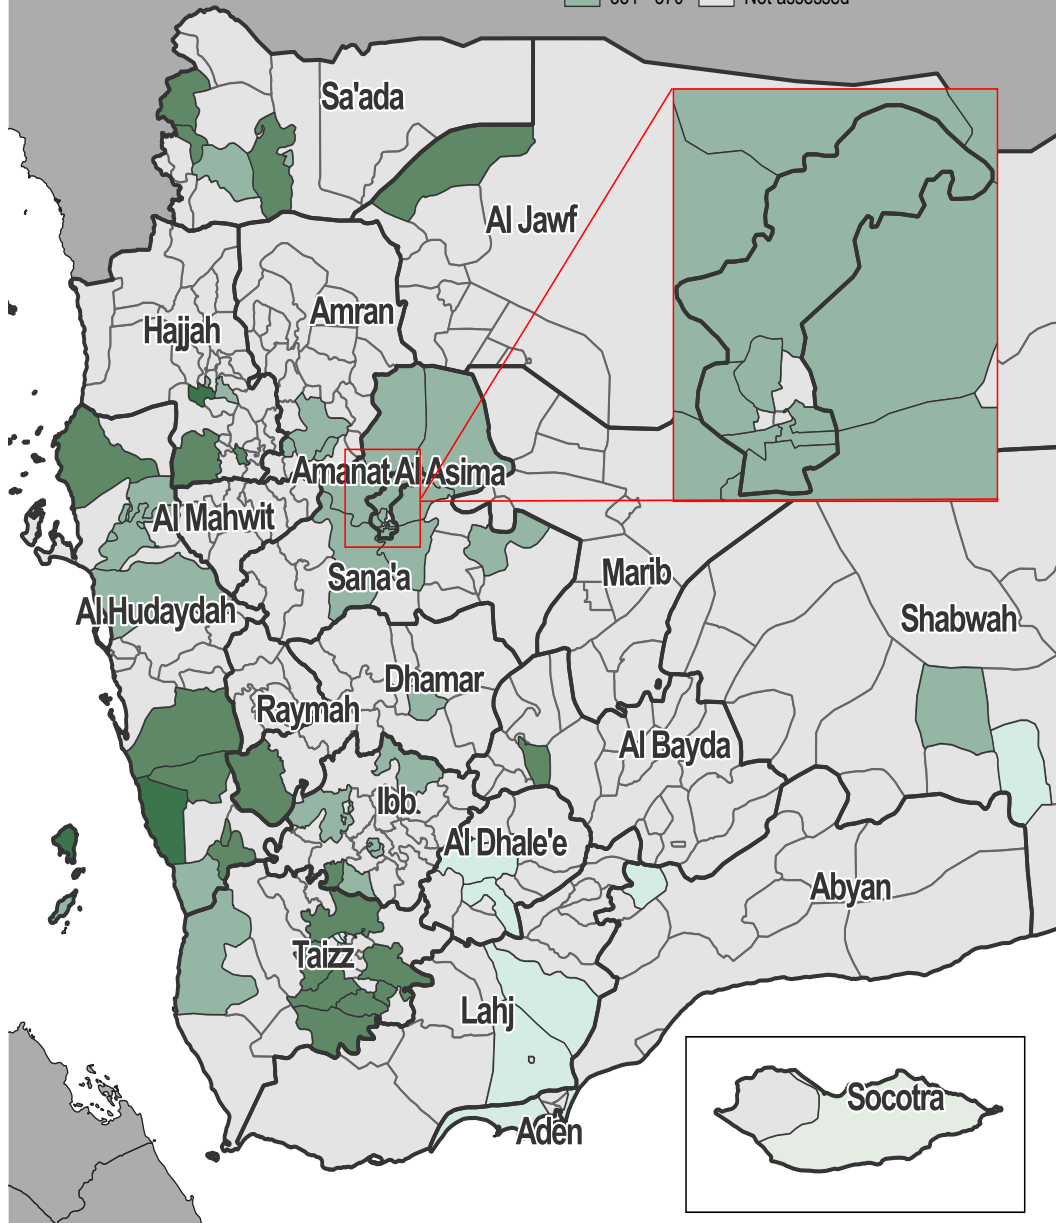 Sa'ada
Al Jawf
Amran
Hajjah
Amanat Al Asima
Al Mahwit
Sana'a
Marib
Al Hudaydah
Shabwah
Dhamar
Raymah
Al Bayda
Ibb
Al Dhale'e
Abyan
Taizz
Lahj
Socotra
Aden